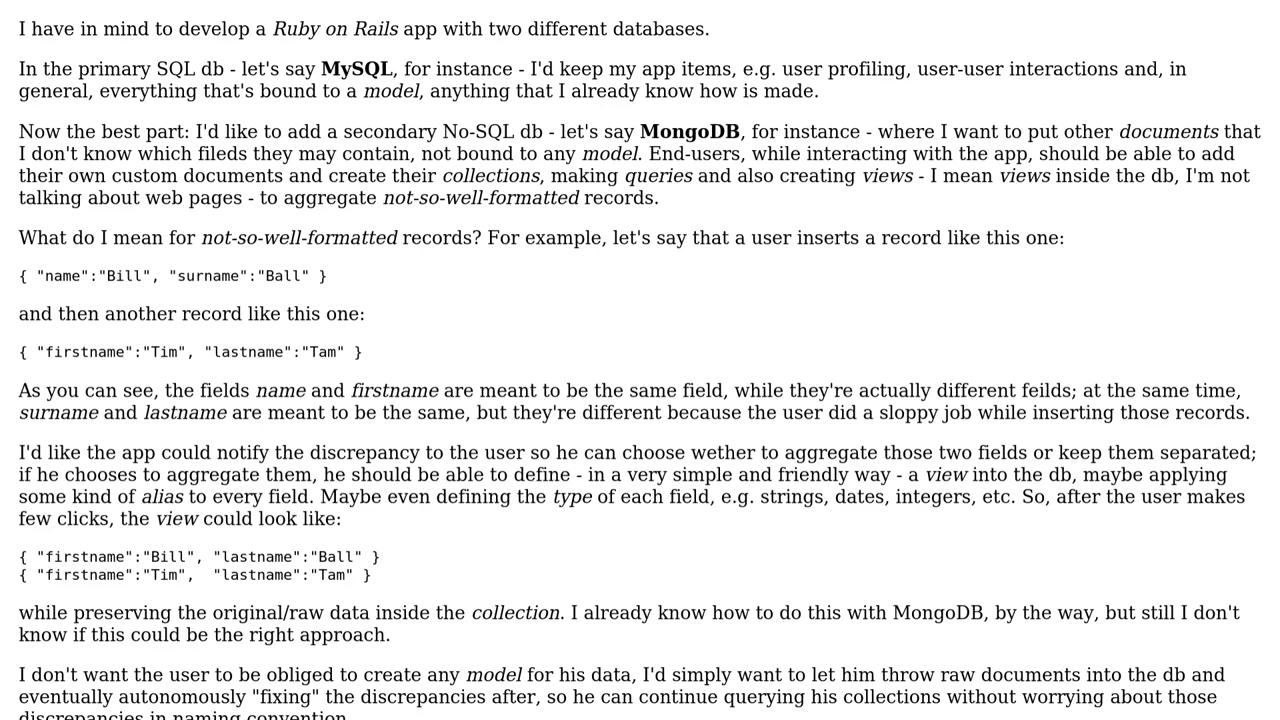 I have in mind to develop a Ruby on Rails app with two different databases.
In the primary SQL db - let's say MySQL, for instance - I'd keep my app items, e.g. user profiling, user-user interactions and, in
general, everything that's bound to a model, anything that I already know how is made.
Now the best part: I'd like to add a secondary No-SQL db - let's say MongoDB, for instance - where I want to put other documents that
I don't know which fileds they may contain, not bound to any model. End-users, while interacting with the app, should be able to add
their own custom documents and create their collections, making queries and also creating views - I mean views inside the db, I'm not
talking about web pages - to aggregate not-so-well-formatted records.
What do I mean for not-so-well-formatted records? For example, let's say that a user inserts a record like this one:
{ "name":"Bill", "surname":"Ball" }
and then another record like this one:
{ "firstname":"Tim", "lastname":"Tam" }
As you can see, the fields name and firstname are meant to be the same field, while they're actually different feilds; at the same time,
surname and lastname are meant to be the same, but they're different because the user did a sloppy job while inserting those records.
I'd like the app could notify the discrepancy to the user so he can choose wether to aggregate those two fields or keep them separated;
if he chooses to aggregate them, he should be able to define - in a very simple and friendly way - a view into the db, maybe applying
some kind of alias to every field. Maybe even defining the type of each field, e.g. strings, dates, integers, etc. So, after the user makes
few clicks, the view could look like:
{ "firstname":"Bill", "lastname":"Ball" }
{ "firstname":"Tim",  "lastname":"Tam" }
while preserving the original/raw data inside the collection. I already know how to do this with MongoDB, by the way, but still I don't
know if this could be the right approach.
I don't want the user to be obliged to create any model for his data, I'd simply want to let him throw raw documents into the db and
eventually autonomously "fixing" the discrepancies after, so he can continue querying his collections without worrying about those
discrepancies in naming convention.